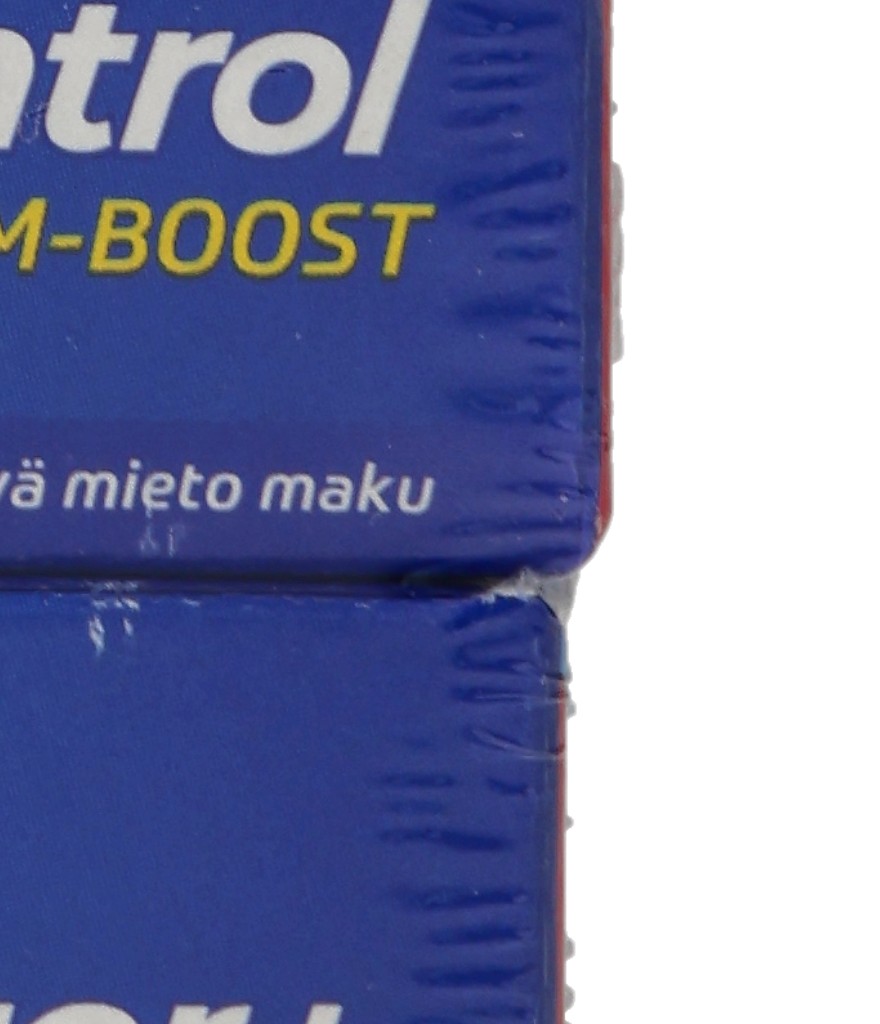 ntrol
M-BOOST
vä mieto maku